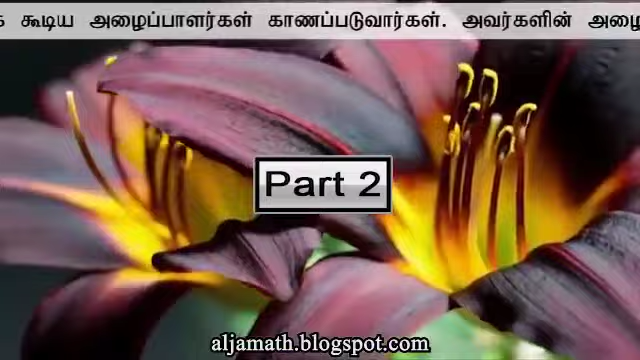 கூடிய அழைப்பாளர்கள் காணப்படுவார்கள். அவர்களின்
Part 2
aljamath.blogspot.com